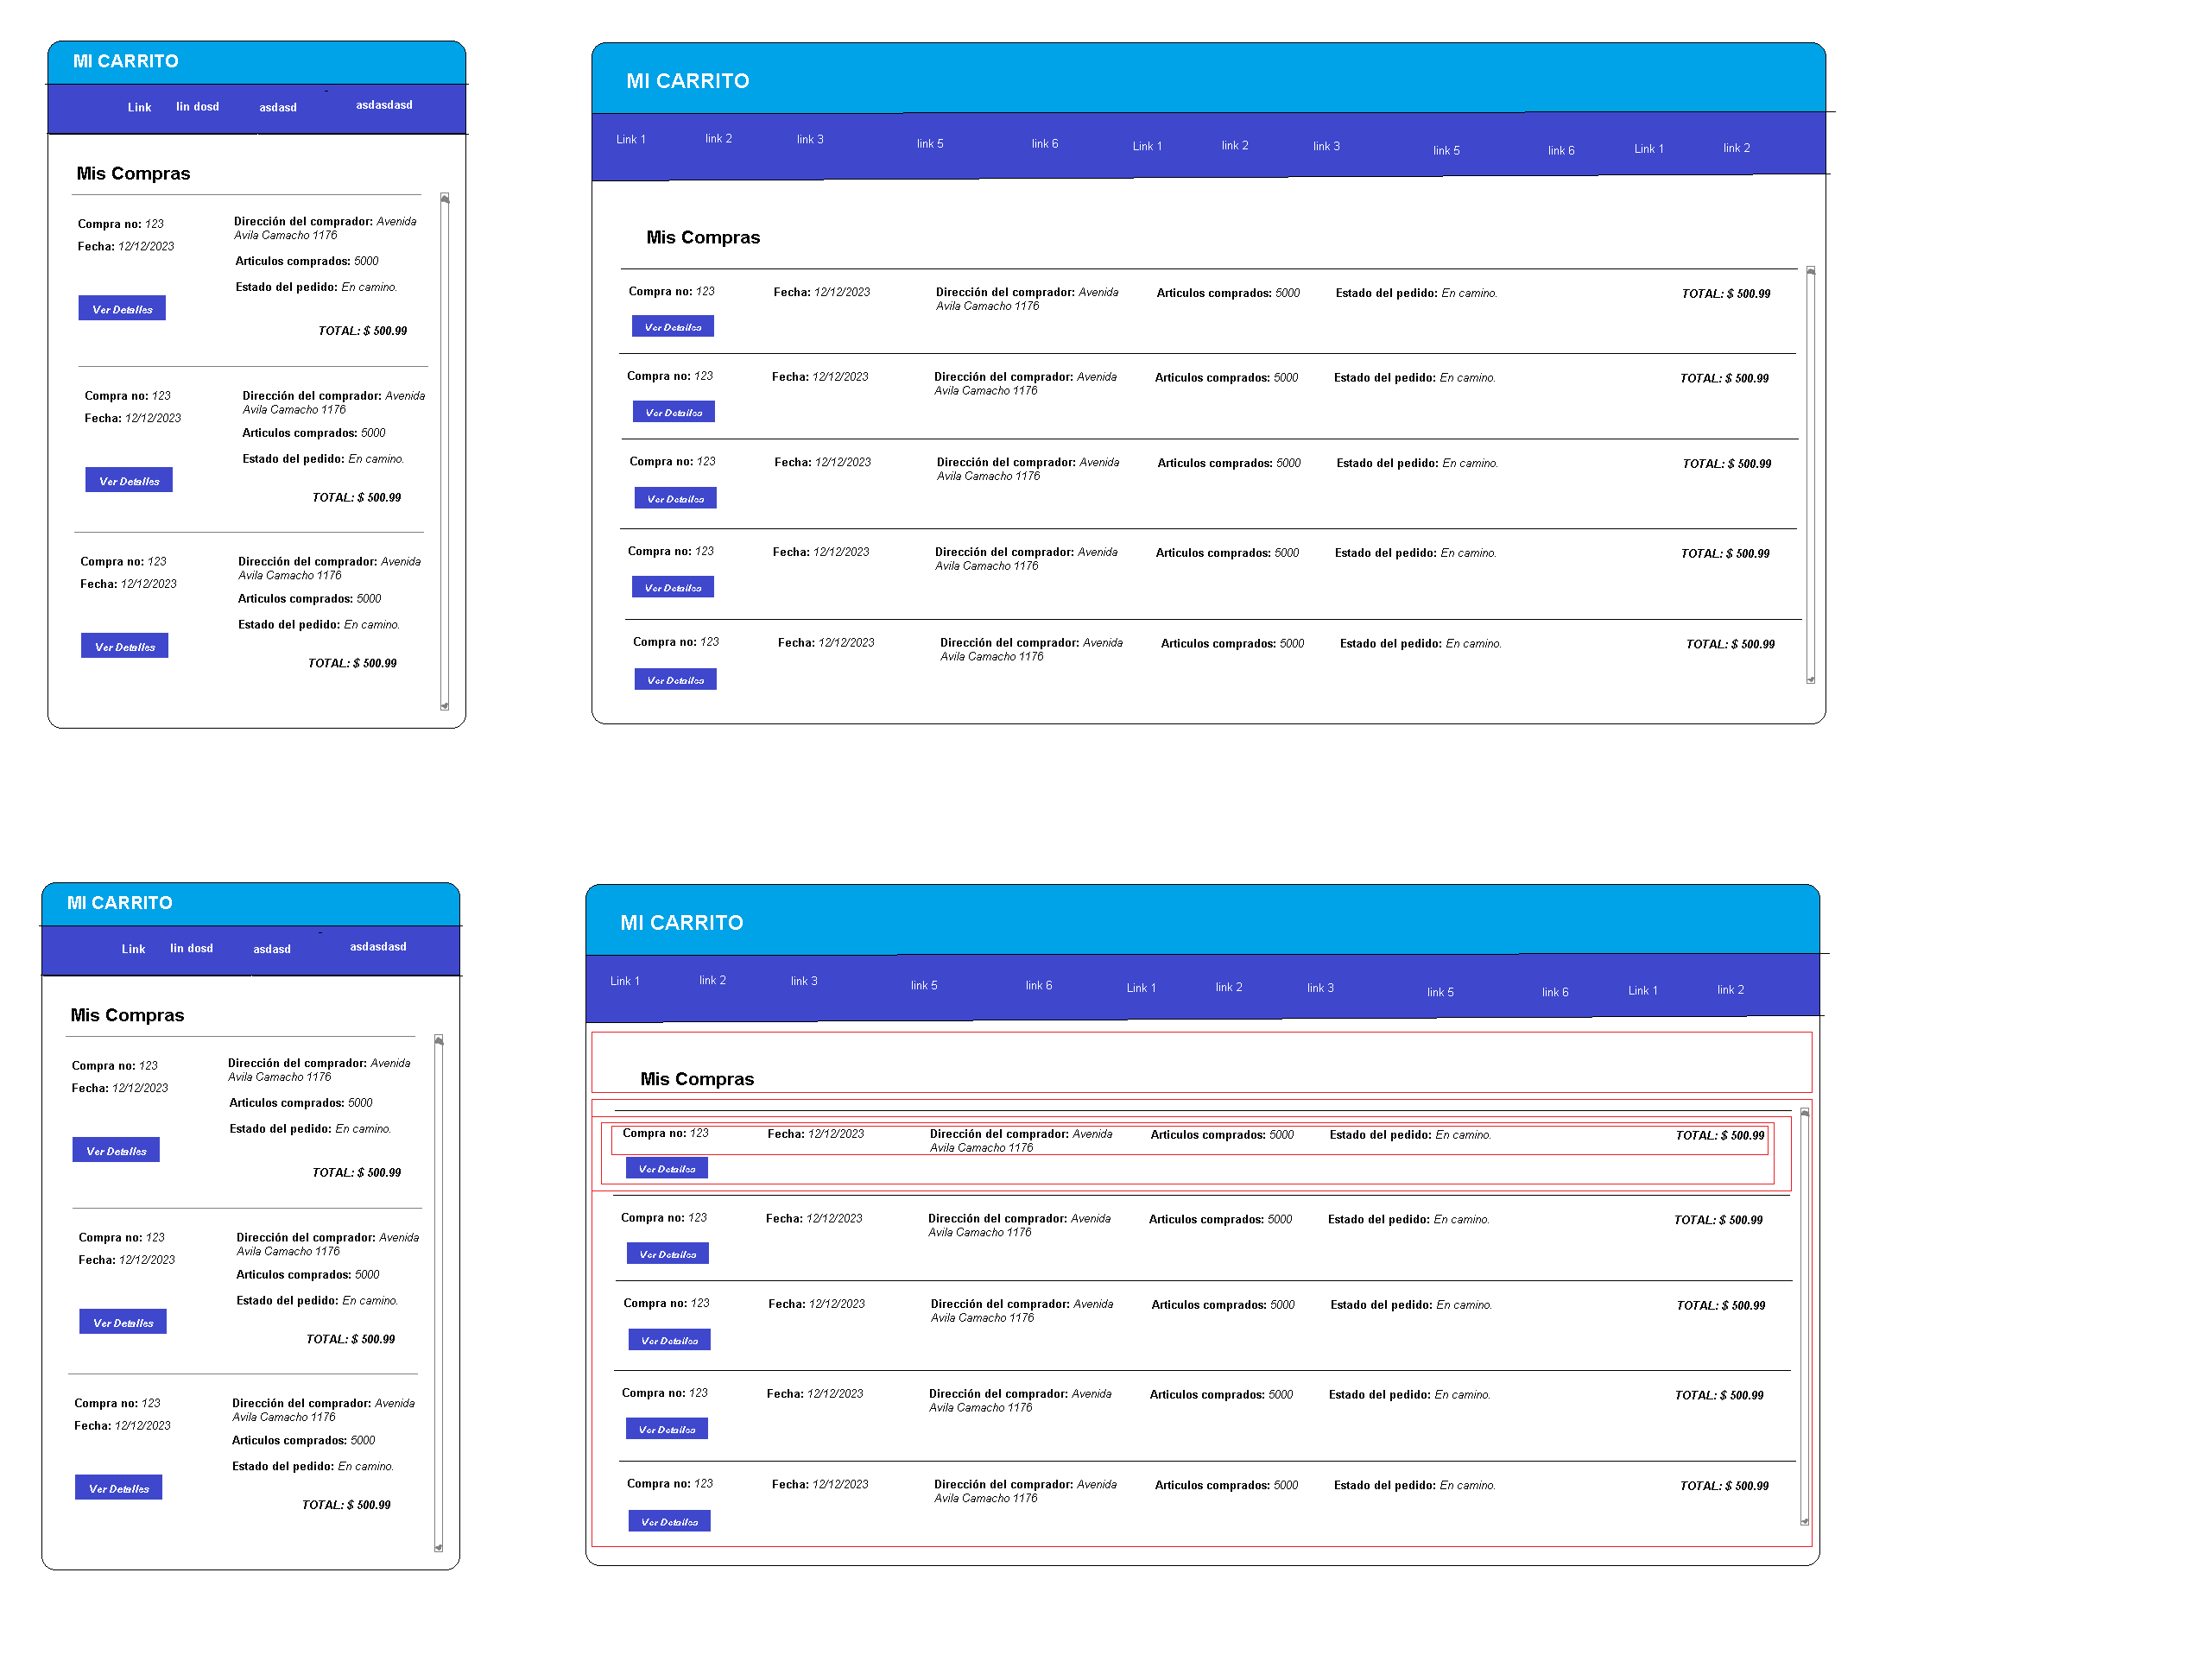 MI CARRITO
Link lin dosd asdasd asdasdasd
Mis Compras
Compra no: 123
Fecha: 12/12/2023
Dirección del comprador: Avenida
Avila Camacho 1176
Articulos comprados: 5000
Estado del pedido: En camino.
Ver Detalles
TOTAL: $ 500.99
Compra no: 123
Fecha: 12/12/2023
Dirección del comprador: Avenida
Avila Camacho 1176
Articulos comprados: 5000
Estado del pedido: En camino.
Ver Detalles
TOTAL: $ 500.99
Compra no: 123
Fecha: 12/12/2023
Dirección del comprador: Avenida
Avila Camacho 1176
Articulos comprados: 5000
Estado del pedido: En camino.
Ver Detalles
TOTAL: $ 500.99
MI CARRITO
Link 1 link 2 link 3 link 5 link 6 Link 1 link 2 link 3 link 5 link 6 Link 1 link 2
Mis Compras
Compra no: 123 Fecha: 12/12/2023 Dirección del comprador: Avenida Articulos comprados: 5000 Estado del pedido: En camino. TOTAL: $ 500.99
Avila Camacho 1176
Ver Detalles
Compra no: 123 Fecha: 12/12/2023 Dirección del comprador: Avenida Articulos comprados: 5000 Estado del pedido: En camino. TOTAL: $ 500.99
Avila Camacho 1176
Ver Detalles
Compra no: 123 Fecha: 12/12/2023 Dirección del comprador: Avenida Articulos comprados: 5000 Estado del pedido: En camino. TOTAL: $ 500.99
Avila Camacho 1176
Ver Detalles
Compra no: 123 Fecha: 12/12/2023 Dirección del comprador: Avenida Articulos comprados: 5000 Estado del pedido: En camino. TOTAL: $ 500.99
Avila Camacho 1176
Ver Detalles
Compra no: 123 Fecha: 12/12/2023 Dirección del comprador: Avenida Articulos comprados: 5000 Estado del pedido: En camino. TOTAL: $ 500.99
Avila Camacho 1176
Ver Detalles
MI CARRITO
Link lin dosd asdasd asdasdasd
Mis Compras
Compra no: 123
Fecha: 12/12/2023
Dirección del comprador: Avenida
Avila Camacho 1176
Articulos comprados: 5000
Estado del pedido: En camino.
Ver Detalles
TOTAL: $ 500.99
Compra no: 123
Fecha: 12/12/2023
Dirección del comprador: Avenida
Avila Camacho 1176
Articulos comprados: 5000
Estado del pedido: En camino.
Ver Detalles
TOTAL: $ 500.99
Compra no: 123
Fecha: 12/12/2023
Dirección del comprador: Avenida
Avila Camacho 1176
Articulos comprados: 5000
Estado del pedido: En camino.
Ver Detalles
TOTAL: $ 500.99
MI CARRITO
Link 1 link 2 link 3 link 5 link 6 Link 1 link 2 link 3 link 5 link 6 Link 1 link 2
Mis Compras
Compra no: 123 Fecha: 12/12/2023 Dirección del comprador: Avenida Articulos comprados: 5000 Estado del pedido: En camino. TOTAL: $ 500.99
Avila Camacho 1176
Ver Detalles
Compra no: 123 Fecha: 12/12/2023 Dirección del comprador: Avenida Articulos comprados: 5000 Estado del pedido: En camino. TOTAL: $ 500.99
Avila Camacho 1176
Ver Detalles
Compra no: 123 Fecha: 12/12/2023 Dirección del comprador: Avenida Articulos comprados: 5000 Estado del pedido: En camino. TOTAL: $ 500.99
Avila Camacho 1176
Ver Detalles
Compra no: 123 Fecha: 12/12/2023 Dirección del comprador: Avenida Articulos comprados: 5000 Estado del pedido: En camino. TOTAL: $ 500.99
Avila Camacho 1176
Ver Detalles
Compra no: 123 Fecha: 12/12/2023 Dirección del comprador: Avenida Articulos comprados: 5000 Estado del pedido: En camino. TOTAL: $ 500.99
Avila Camacho 1176
Ver Detalles